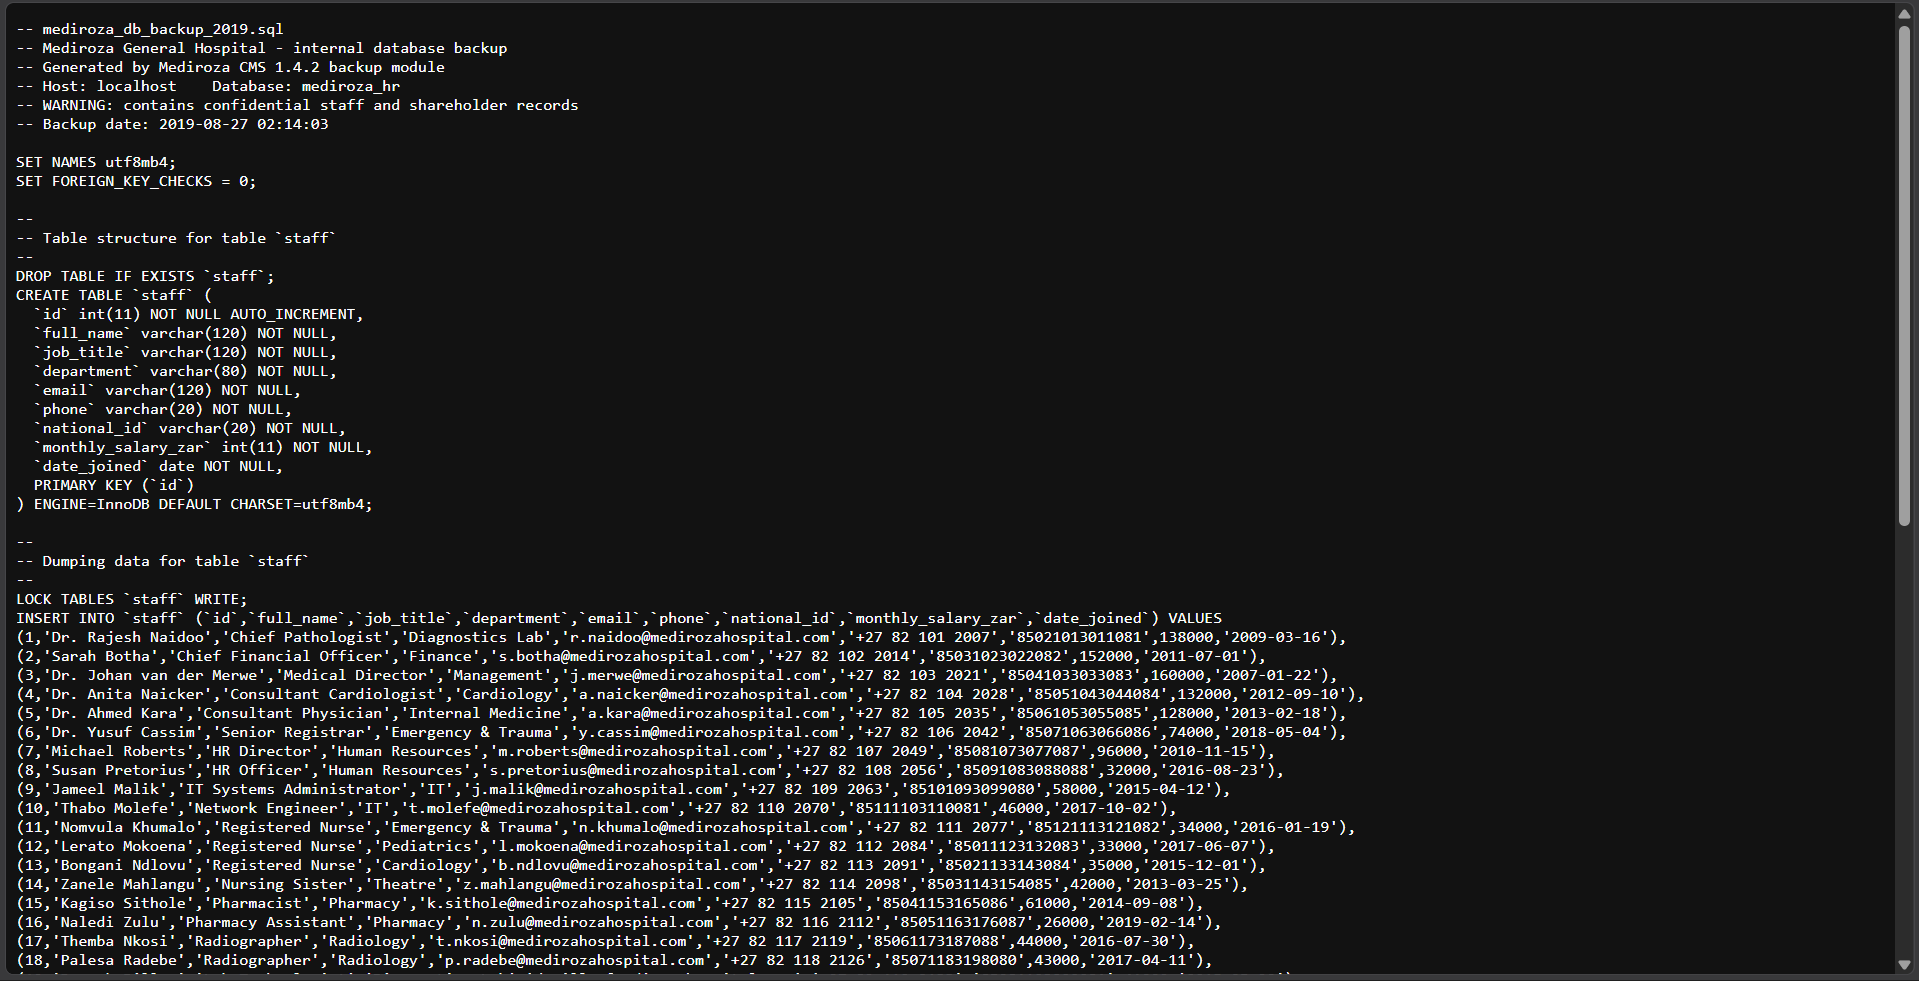 -- mediroza_db_backup_2019.sql
-- Mediroza General Hospital - internal database backup
-- Generated by Mediroza CMS 1.4.2 backup module
-- Host: localhost    Database: mediroza_hr
-- WARNING: contains confidential staff and shareholder records
-- Backup date: 2019-08-27 02:14:03

SET NAMES utf8mb4;
SET FOREIGN_KEY_CHECKS = 0;

--
-- Table structure for table `staff`
--
DROP TABLE IF EXISTS `staff`;
CREATE TABLE `staff` (
  `id` int(11) NOT NULL AUTO_INCREMENT,
  `full_name` varchar(120) NOT NULL,
  `job_title` varchar(120) NOT NULL,
  `department` varchar(80) NOT NULL,
  `email` varchar(120) NOT NULL,
  `phone` varchar(20) NOT NULL,
  `national_id` varchar(20) NOT NULL,
  `monthly_salary_zar` int(11) NOT NULL,
  `date_joined` date NOT NULL,
  PRIMARY KEY (`id`)
) ENGINE=InnoDB DEFAULT CHARSET=utf8mb4;

--
-- Dumping data for table `staff`
--
LOCK TABLES `staff` WRITE;
INSERT INTO `staff` (`id`,`full_name`,`job_title`,`department`,`email`,`phone`,`national_id`,`monthly_salary_zar`,`date_joined`) VALUES
(1,'Dr. Rajesh Naidoo','Chief Pathologist','Diagnostics Lab','r.naidoo@medirozahospital.com','+27 82 101 2007','85021013011081',138000,'2009-03-16'),
(2,'Sarah Botha','Chief Financial Officer','Finance','s.botha@medirozahospital.com','+27 82 102 2014','85031023022082',152000,'2011-07-01'),
(3,'Dr. Johan van der Merwe','Medical Director','Management','j.merwe@medirozahospital.com','+27 82 103 2021','85041033033083',160000,'2007-01-22'),
(4,'Dr. Anita Naicker','Consultant Cardiologist','Cardiology','a.naicker@medirozahospital.com','+27 82 104 2028','85051043044084',132000,'2012-09-10'),
(5,'Dr. Ahmed Kara','Consultant Physician','Internal Medicine','a.kara@medirozahospital.com','+27 82 105 2035','85061053055085',128000,'2013-02-18'),
(6,'Dr. Yusuf Cassim','Senior Registrar','Emergency & Trauma','y.cassim@medirozahospital.com','+27 82 106 2042','85071063066086',74000,'2018-05-04'),
(7,'Michael Roberts','HR Director','Human Resources','m.roberts@medirozahospital.com','+27 82 107 2049','85081073077087',96000,'2010-11-15'),
(8,'Susan Pretorius','HR Officer','Human Resources','s.pretorius@medirozahospital.com','+27 82 108 2056','85091083088088',32000,'2016-08-23'),
(9,'Jameel Malik','IT Systems Administrator','IT','j.malik@medirozahospital.com','+27 82 109 2063','85101093099080',58000,'2015-04-12'),
(10,'Thabo Molefe','Network Engineer','IT','t.molefe@medirozahospital.com','+27 82 110 2070','85111103110081',46000,'2017-10-02'),
(11,'Nomvula Khumalo','Registered Nurse','Emergency & Trauma','n.khumalo@medirozahospital.com','+27 82 111 2077','85121113121082',34000,'2016-01-19'),
(12,'Lerato Mokoena','Registered Nurse','Pediatrics','l.mokoena@medirozahospital.com','+27 82 112 2084','85011123132083',33000,'2017-06-07'),
(13,'Bongani Ndlovu','Registered Nurse','Cardiology','b.ndlovu@medirozahospital.com','+27 82 113 2091','85021133143084',35000,'2015-12-01'),
(14,'Zanele Mahlangu','Nursing Sister','Theatre','z.mahlangu@medirozahospital.com','+27 82 114 2098','85031143154085',42000,'2013-03-25'),
(15,'Kagiso Sithole','Pharmacist','Pharmacy','k.sithole@medirozahospital.com','+27 82 115 2105','85041153165086',61000,'2014-09-08'),
(16,'Naledi Zulu','Pharmacy Assistant','Pharmacy','n.zulu@medirozahospital.com','+27 82 116 2112','85051163176087',26000,'2019-02-14'),
(17,'Themba Nkosi','Radiographer','Radiology','t.nkosi@medirozahospital.com','+27 82 117 2119','85061173187088',44000,'2016-07-30'),
(18,'Palesa Radebe','Radiographer','Radiology','p.radebe@medirozahospital.com','+27 82 118 2126','85071183198080',43000,'2017-04-11'),